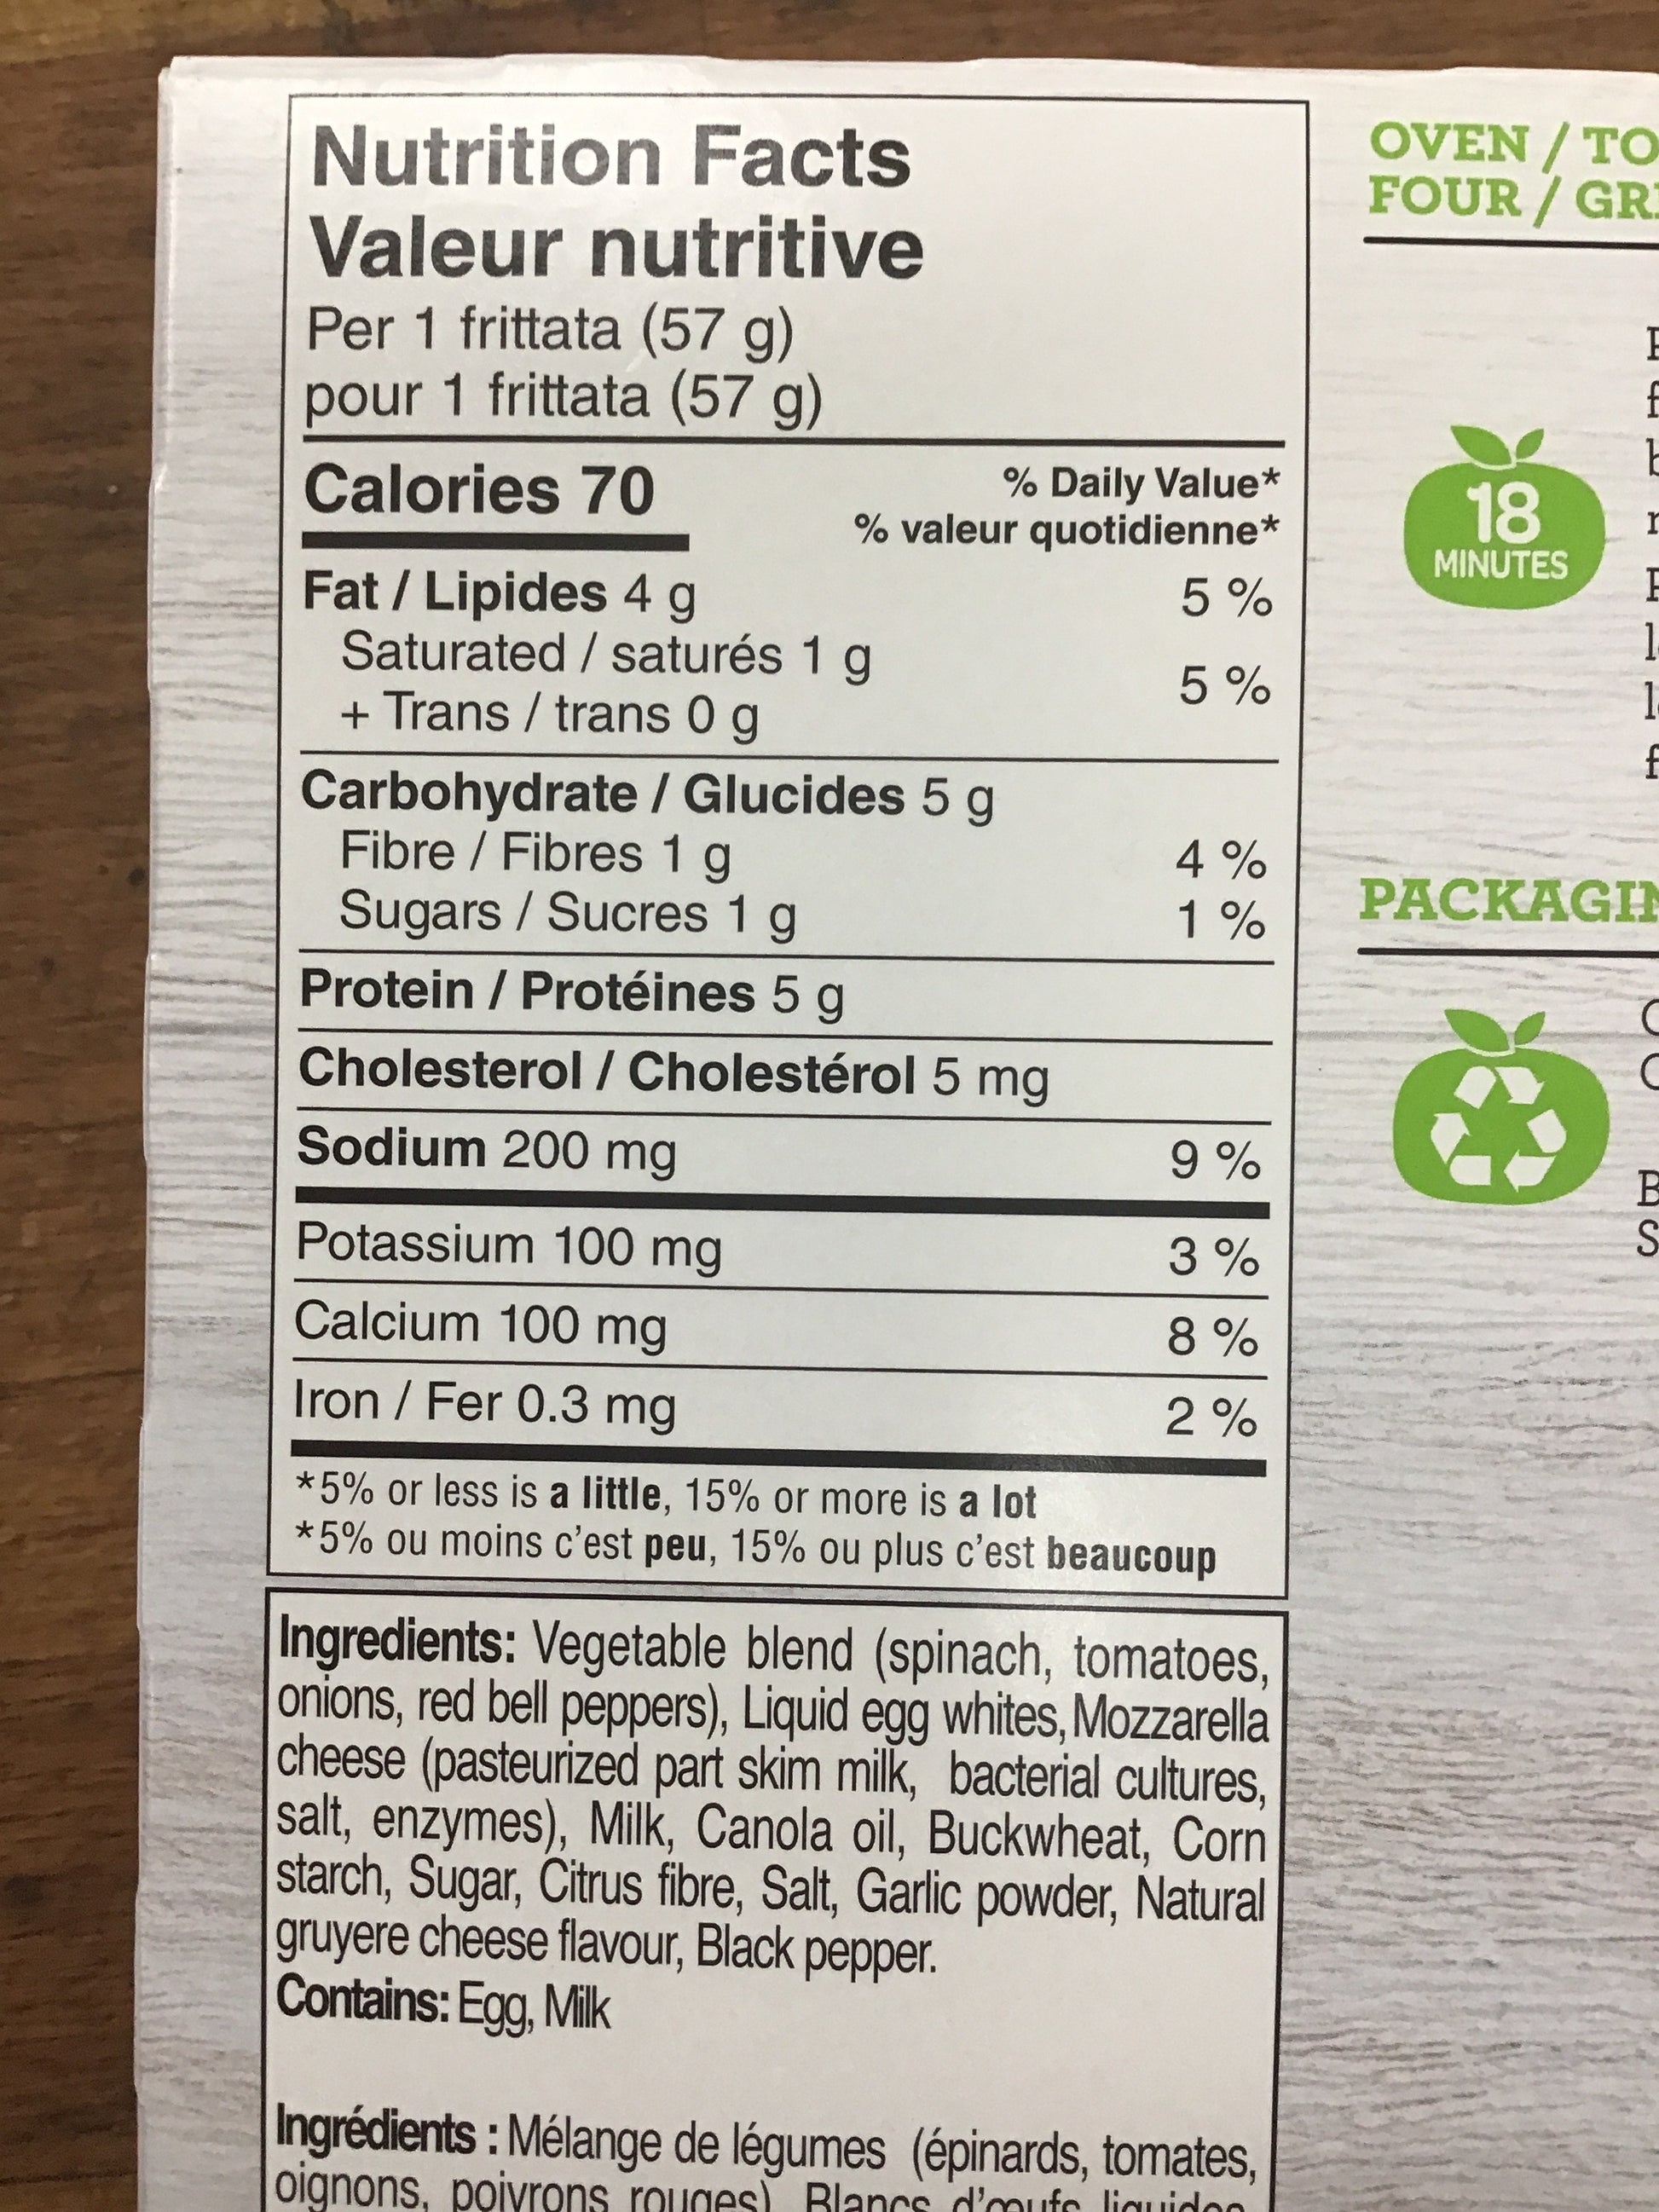 Nutrition Facts
Valeur nutritive
Per 1 frittata (57 g)
pour 1 frittata (57 g)
Calories 70
% Daily Value*
% valeur quotidienne*
Fat / Lipides 4 g 5 %
Saturated / saturés 1 g
+ Trans / trans 0 g 5 %
Carbohydrate / Glucides 5 g
Fibre / Fibres 1 g 4 %
Sugars / Sucres 1 g 1 %
Protein / Protéines 5 g
Cholesterol / Cholestérol 5 mg
Sodium 200 mg 9 %
Potassium 100 mg 3 %
Calcium 100 mg 8 %
Iron / Fer 0.3 mg 2 %
*5% or less is a little, 15% or more is a lot
*5% ou moins c'est peu, 15% ou plus c'est beaucoup
Ingredients: Vegetable blend (spinach, tomatoes,
onions, red bell peppers), Liquid egg whites, Mozzarella
cheese (pasteurized part skim milk, bacterial cultures,
salt, enzymes), Milk, Canola oil, Buckwheat, Corn
starch, Sugar, Citrus fibre, Salt, Garlic powder, Natural
gruyere cheese flavour, Black pepper.
Contains: Egg, Milk
Ingrédients : Mélange de légumes (épinards, tomates,
oignons, poivrons rouges), Blancs d'œufs liquides,
OVEN /
FOUR /
18
MINUTES